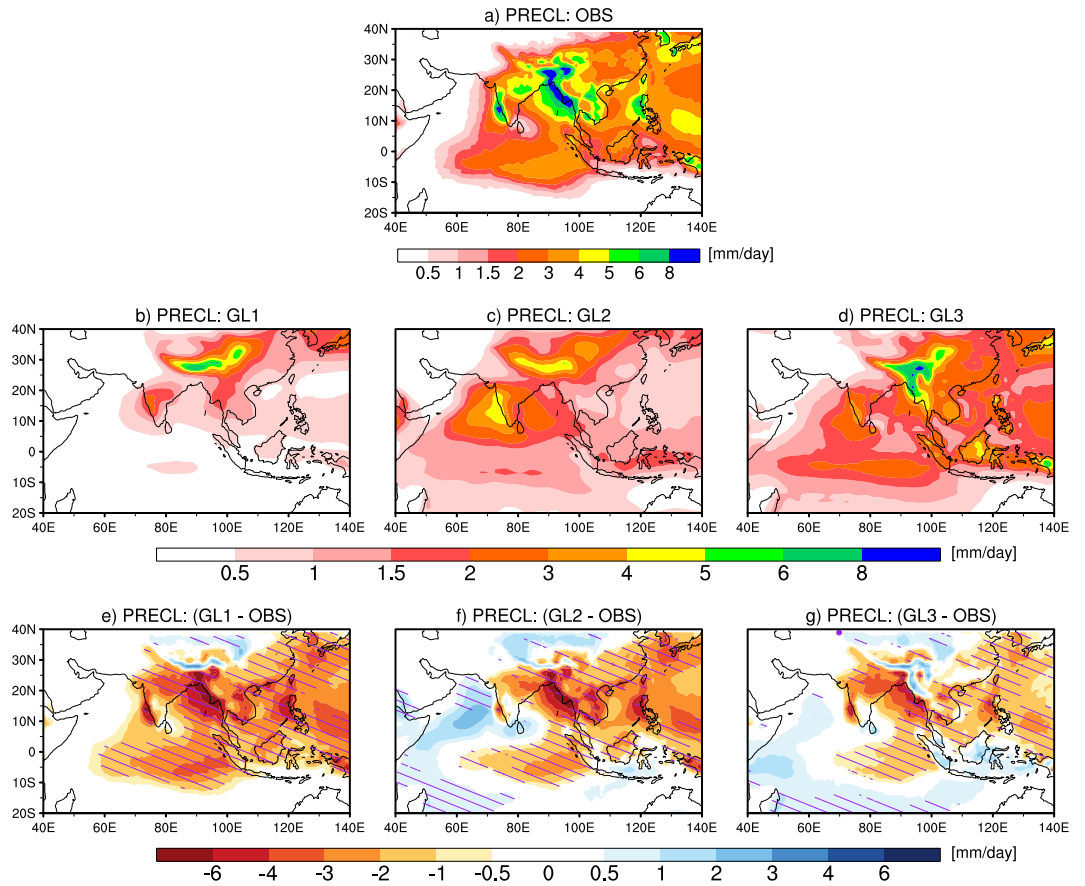 a) PRECL: OBS
40N
30N
20N
10N
0
10S
20S
40E 60E 80E 100E 120E 140E
0.5 1 1.5 2 3 4 5 6 8 [mm/day]
b) PRECL: GL1 c) PRECL: GL2 d) PRECL: GL3
40N
30N
20N
10N
0
10S
20S
40E 60E 80E 100E 120E 140E 40E 60E 80E 100E 120E 140E 40E 60E 80E 100E 120E 140E
0.5 1 1.5 2 3 4 5 6 8 [mm/day]
e) PRECL: (GL1 - OBS) f) PRECL: (GL2 - OBS) g) PRECL: (GL3 - OBS)
40N
30N
20N
10N
0
10S
20S
40E 60E 80E 100E 120E 140E 40E 60E 80E 100E 120E 140E 40E 60E 80E 100E 120E 140E
-6 -4 -3 -2 -1 -0.5 0 0.5 1 2 3 4 6 [mm/day]